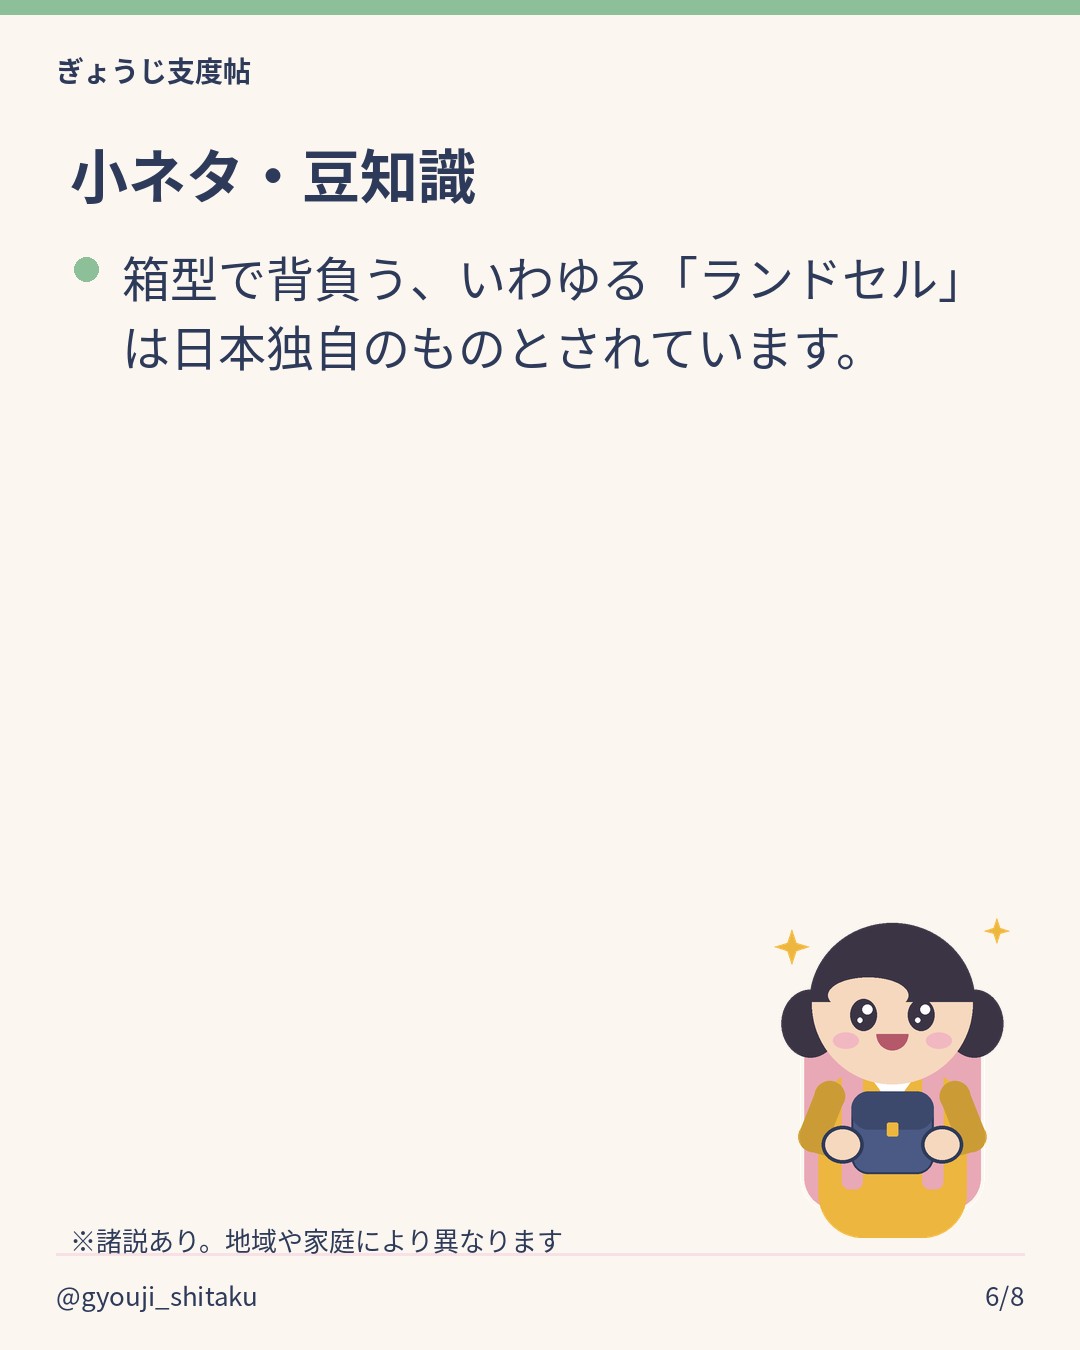 ぎょうじ支度帖
小ネタ・豆知識
箱型で背負う、いわゆる「ランドセル」
は日本独自のものとされています。
※諸説あり。地域や家庭により異なります
@gyouji_shitaku
6/8